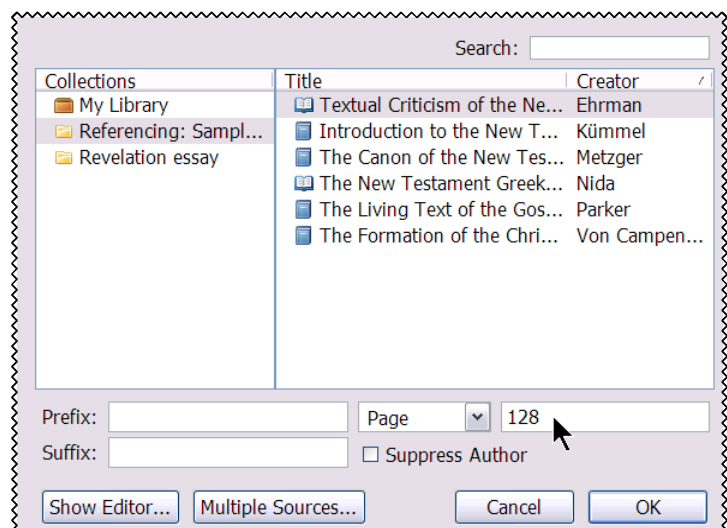 Search:
Collections Title Creator
My Library Textual Criticism of the Ne... Ehrman
Referencing: Sampl... Introduction to the New T... Kümmel
Revelation essay The Canon of the New Tes... Metzger
The New Testament Greek... Nida
The Living Text of the Gos... Parker
The Formation of the Chri... Von Campen...
Prefix: Page 128
Suffix: Suppress Author
Show Editor... Multiple Sources... Cancel OK